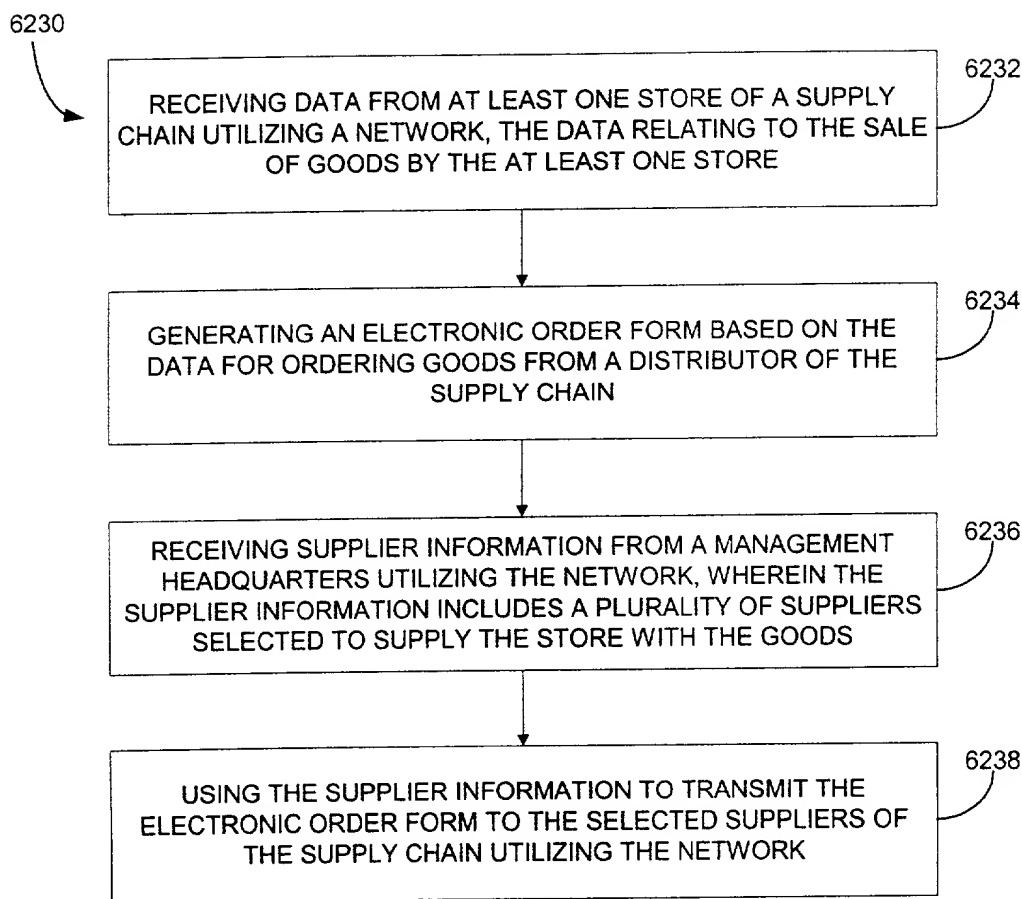 6230
6232
RECEIVING DATA FROM AT LEAST ONE STORE OF A SUPPLY
CHAIN UTILIZING A NETWORK, THE DATA RELATING TO THE SALE
OF GOODS BY THE AT LEAST ONE STORE
6234
GENERATING AN ELECTRONIC ORDER FORM BASED ON THE
DATA FOR ORDERING GOODS FROM A DISTRIBUTOR OF THE
SUPPLY CHAIN
6236
RECEIVING SUPPLIER INFORMATION FROM A MANAGEMENT
HEADQUARTERS UTILIZING THE NETWORK, WHEREIN THE
SUPPLIER INFORMATION INCLUDES A PLURALITY OF SUPPLIERS
SELECTED TO SUPPLY THE STORE WITH THE GOODS
6238
USING THE SUPPLIER INFORMATION TO TRANSMIT THE
ELECTRONIC ORDER FORM TO THE SELECTED SUPPLIERS OF
THE SUPPLY CHAIN UTILIZING THE NETWORK